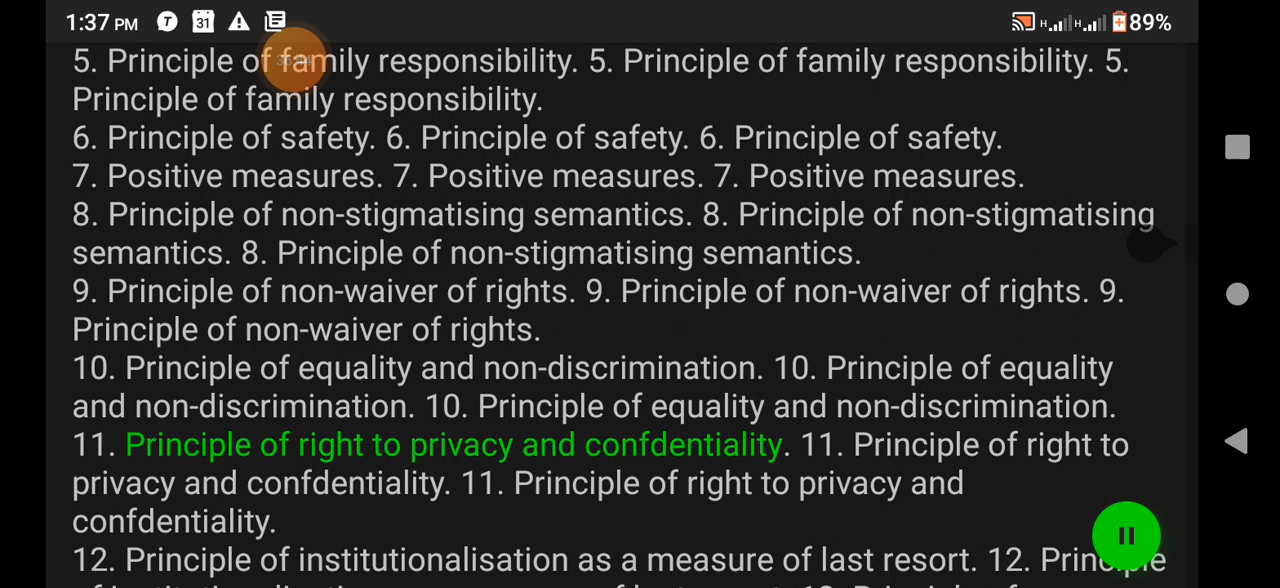 1:37 PM T 31 H H 89%
5. Principle of family responsibility. 5. Principle of family responsibility. 5.
Principle of family responsibility.
6. Principle of safety. 6. Principle of safety. 6. Principle of safety.
7. Positive measures. 7. Positive measures. 7. Positive measures.
8. Principle of non-stigmatising semantics. 8. Principle of non-stigmatising
semantics. 8. Principle of non-stigmatising semantics.
9. Principle of non-waiver of rights. 9. Principle of non-waiver of rights. 9.
Principle of non-waiver of rights.
10. Principle of equality and non-discrimination. 10. Principle of equality
and non-discrimination. 10. Principle of equality and non-discrimination.
11. Principle of right to privacy and confdentiality. 11. Principle of right to
privacy and confdentiality. 11. Principle of right to privacy and
confdentiality.
12. Principle of institutionalisation as a measure of last resort. 12. Principle